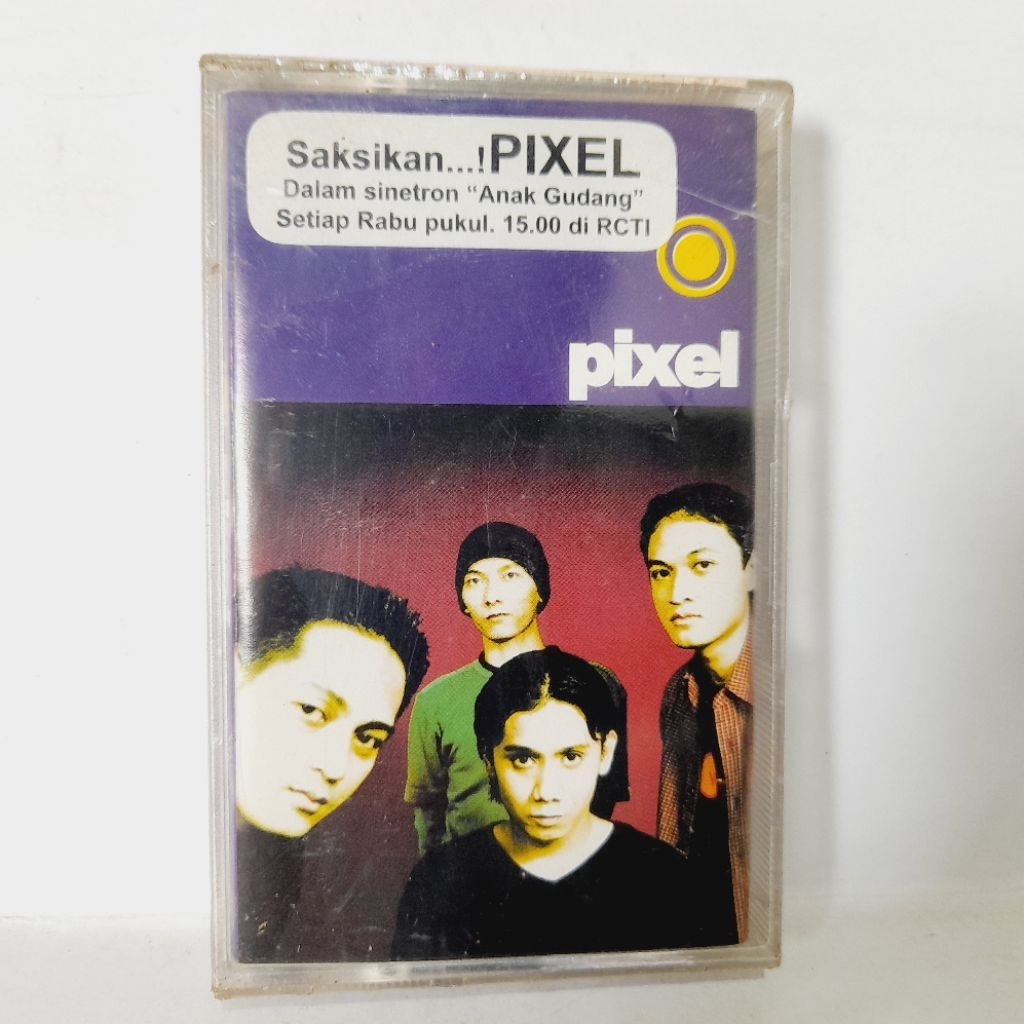 Saksikan...!PIXEL
Dalam sinetron “Anak Gudang”
Setiap Rabu pukul. 15.00 di RCTI
pixel